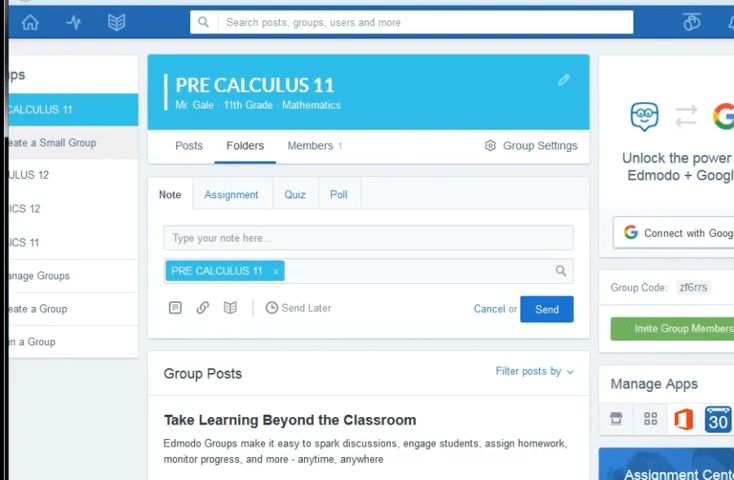 Search posts, groups, users and more
PRE CALCULUS 11
Mr. Gale · 11th Grade · Mathematics
Posts
Folders
Members 1
Group Settings
ups
CALCULUS 11
eate a Small Group
ULUS 12
ICS 12
ICS 11
anage Groups
eate a Group
n a Group
Note
Assignment
Quiz
Poll
Type your note here...
PRE CALCULUS 11 x
Send Later
Cancel or
Send
Group Posts
Filter posts by
Take Learning Beyond the Classroom
Edmodo Groups make it easy to spark discussions, engage students, assign homework,
monitor progress, and more - anytime, anywhere
Unlock the power
Edmodo + Googl
Connect with Goog
Group Code: zf6rrs
Invite Group Members
Manage Apps
30
Assignment Cent